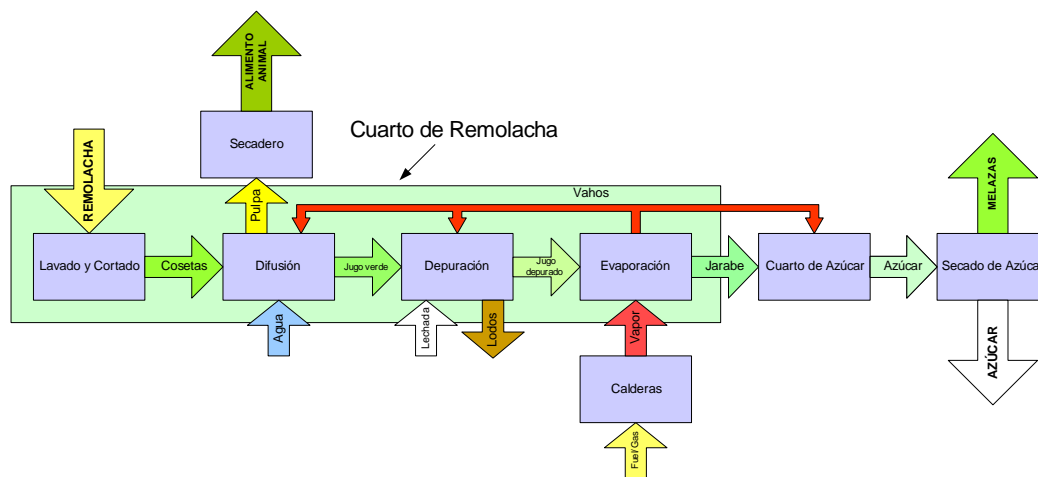 ALIMENTO
ANIMAL
Secadero
Cuarto de Remolacha
REMOLACHA
Pulpa
Vahos
MELAZAS
Lavado y Cortado
Cosetas
Difusión
Jugo verde
Depuración
Jugo
depurado
Evaporación
Jarabe
Cuarto de Azúcar
Azúcar
Secado de Azúca
Agua
Lechada
Lodos
Vapor
AZÚCAR
Calderas
Fuel/Gas